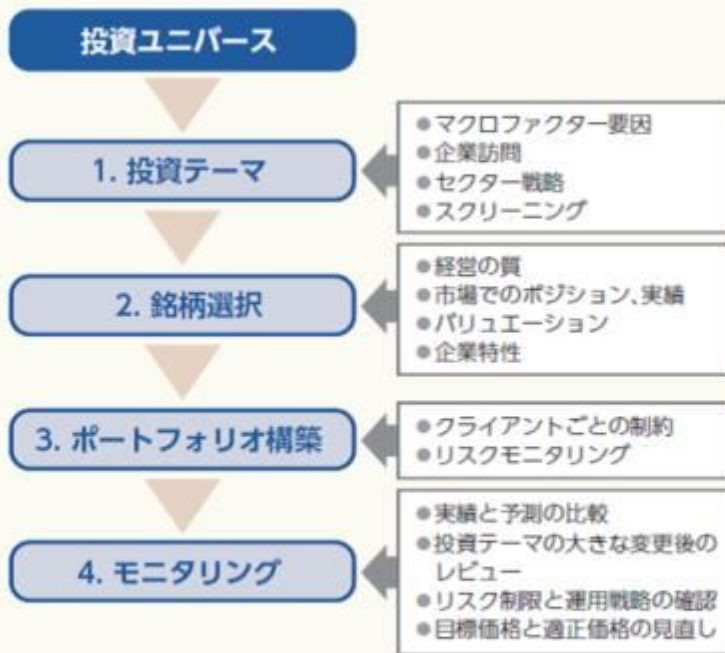 投資ユニバース
1. 投資テーマ
●マクロファクター要因
●企業訪問
●セクター戦略
●スクリーニング
2. 銘柄選択
●経営の質
●市場でのポジション、実績
●バリュエーション
●企業特性
3. ポートフォリオ構築
●クライアントごとの制約
●リスクモニタリング
4. モニタリング
●実績と予測の比較
●投資テーマの大きな変更後の
レビュー
●リスク制限と運用戦略の確認
●目標価格と適正価格の見直し